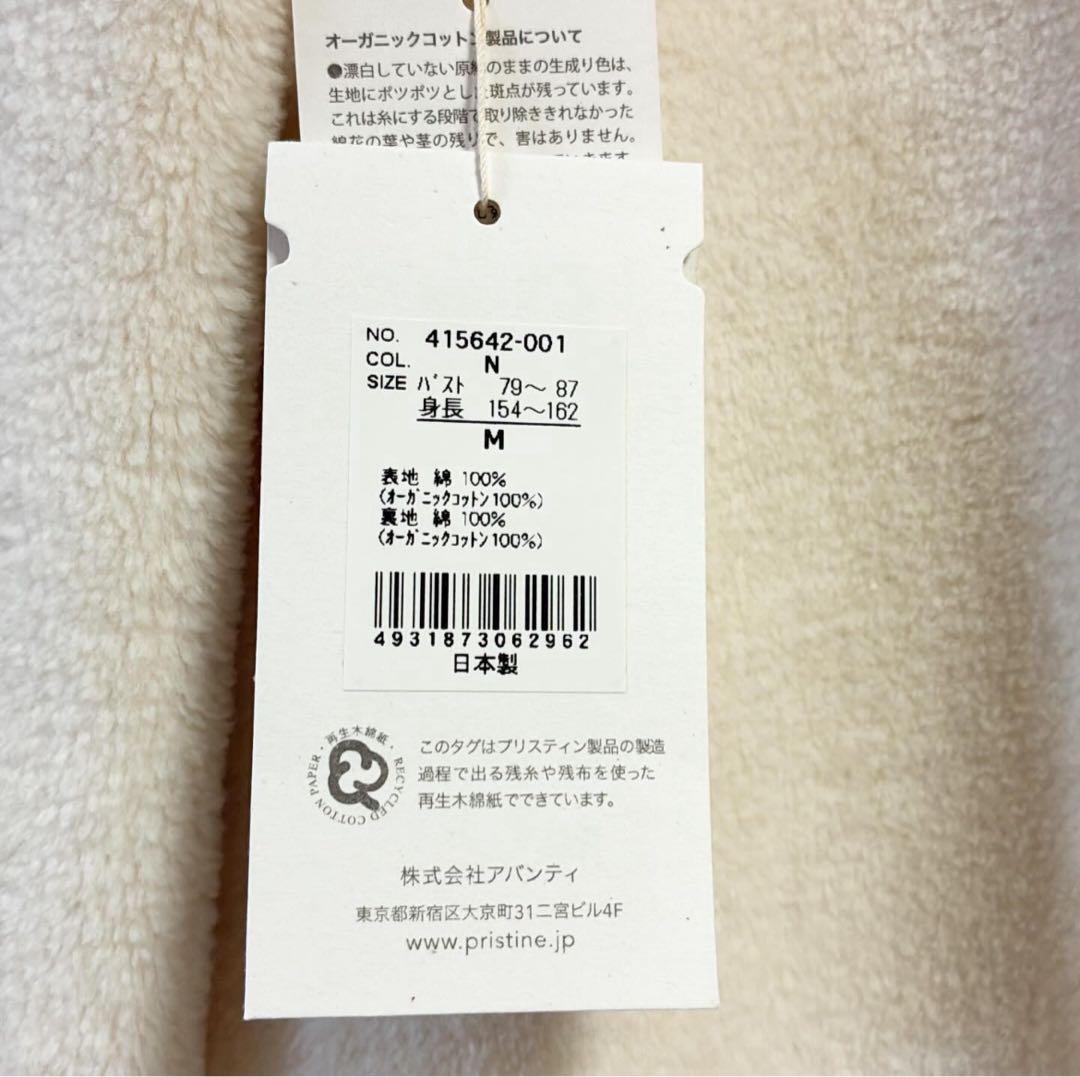 オーガニックコットン製品について
●漂白していない原綿のままの生成り色は、
生地にポツポツとした斑点が残っています。
これは糸にする段階で取り除ききれなかった
綿花の葉や茎の残りで、害はありません。
NO. 415642-001
COL. N
SIZE バスト 79～87
身長 154～162
M
表地 綿 100%
(オーガニックコットン100%)
裏地 綿 100%
(オーガニックコットン100%)
4931873062962
日本製
・再生木綿紙・
RECYCLED COTTON PAPER
このタグはプリスティン製品の製造
過程で出る残糸や残布を使った
再生木綿紙でできています。
株式会社アバンティ
東京都新宿区大京町31二宮ビル4F
www.pristine.jp